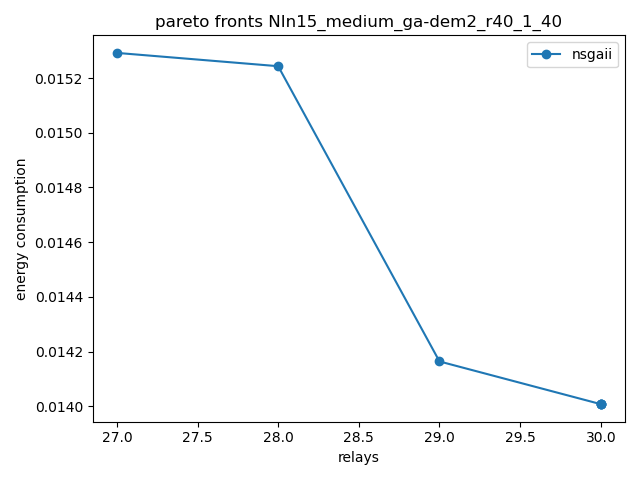 pareto fronts NIn15_medium_ga-dem2_r40_1_40
nsgaii
energy consumption
0.0152
0.0150
0.0148
0.0146
0.0144
0.0142
0.0140
27.0 27.5 28.0 28.5 29.0 29.5 30.0
relays